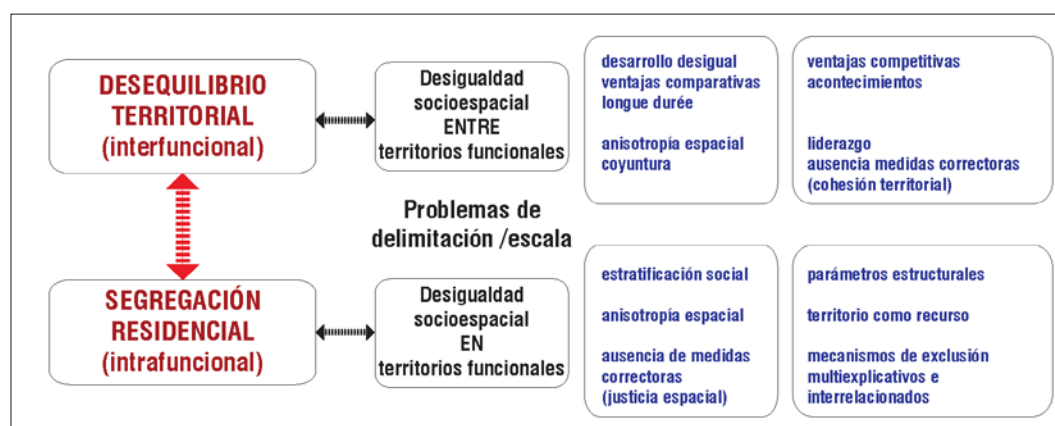 DESEQUILIBRIO
TERRITORIAL
(interfuncional)
Desigualdad
socioespacial
ENTRE
territorios funcionales
desarrollo desigual
ventajas comparativas
longue durée
anisotropía espacial
coyuntura
ventajas competitivas
acontecimientos
liderazgo
ausencia medidas correctoras
(cohesión territorial)
Problemas de
delimitación /escala
SEGREGACIÓN
RESIDENCIAL
(intrafuncional)
Desigualdad
socioespacial
EN
territorios funcionales
estratificación social
anisotropía espacial
ausencia de medidas
correctoras
(justicia espacial)
parámetros estructurales
territorio como recurso
mecanismos de exclusión
multiexplicativos e
interrelacionados